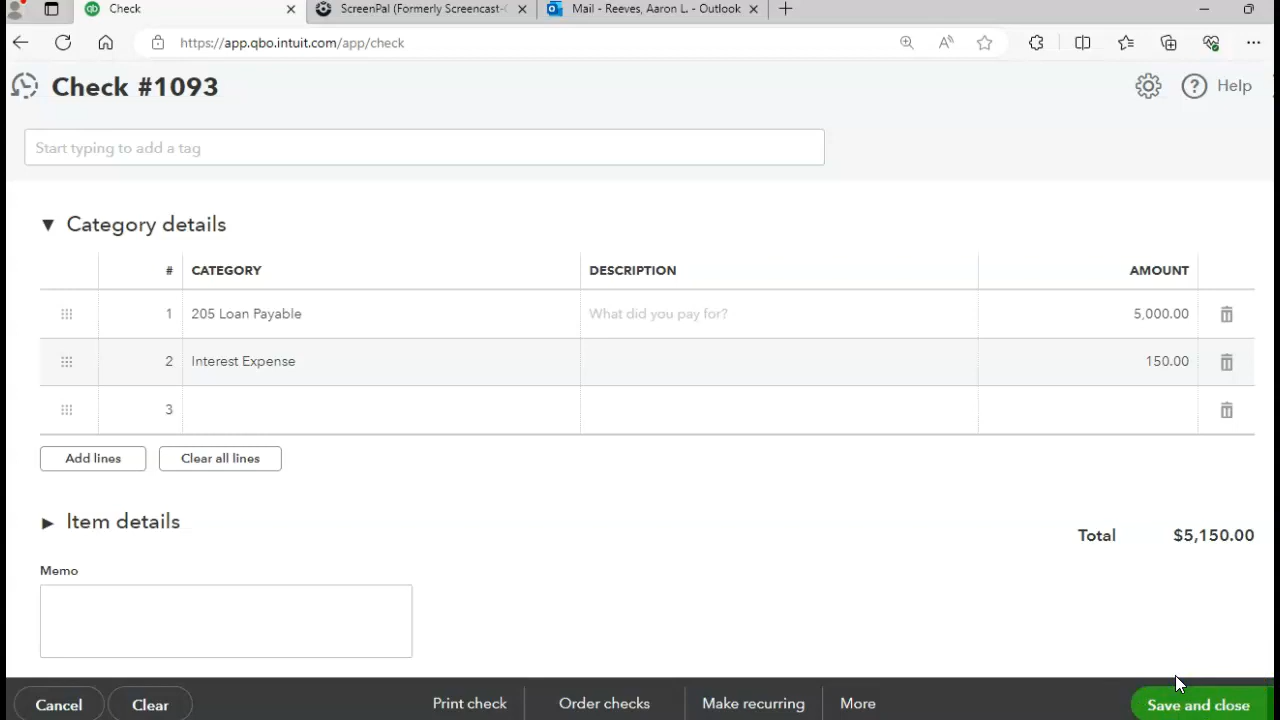 Check
ScreenPal (Formerly Screencast-
Mail - Reeves, Aaron L. - Outlook
https://app.qbo.intuit.com/app/check
Check #1093
Help
Start typing to add a tag
Category details
# CATEGORY DESCRIPTION AMOUNT
1 205 Loan Payable What did you pay for? 5,000.00
2 Interest Expense 150.00
3
Add lines Clear all lines
Item details
Total $5,150.00
Memo
Cancel Clear Print check Order checks Make recurring More Save and close